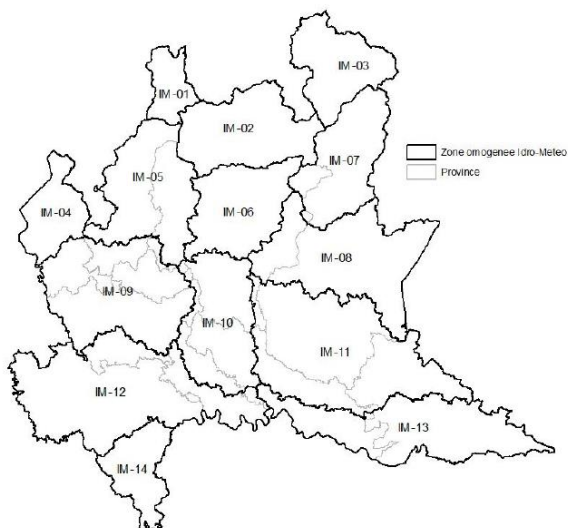 IM-03
IM-01
IM-02
Zone omogenee Idro-Meteo
IM-07
Province
IM-05
IM-04
IM-06
IM-08
IM-09
IM-10
IM-11
IM-12
IM-13
IM-14